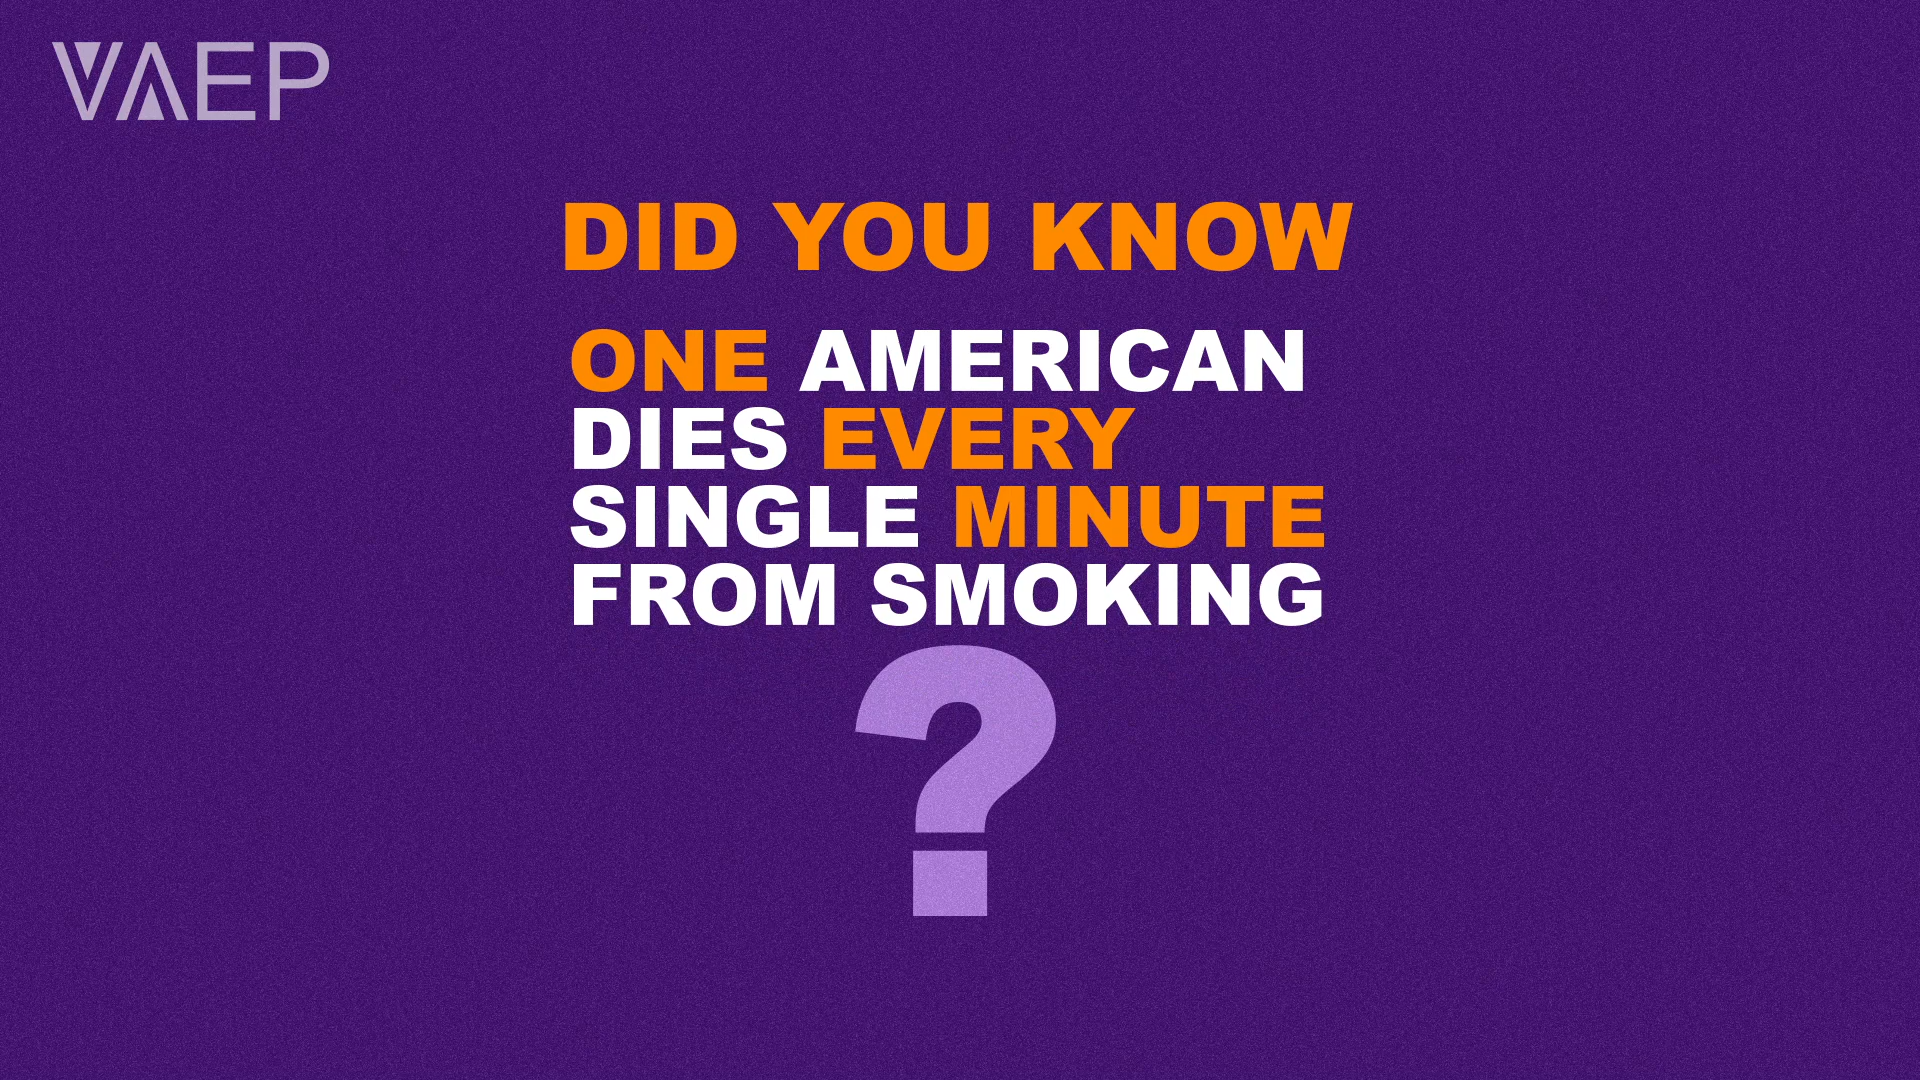 VAEP
DID YOU KNOW
ONE AMERICAN
DIES EVERY
SINGLE MINUTE
FROM SMOKING
?